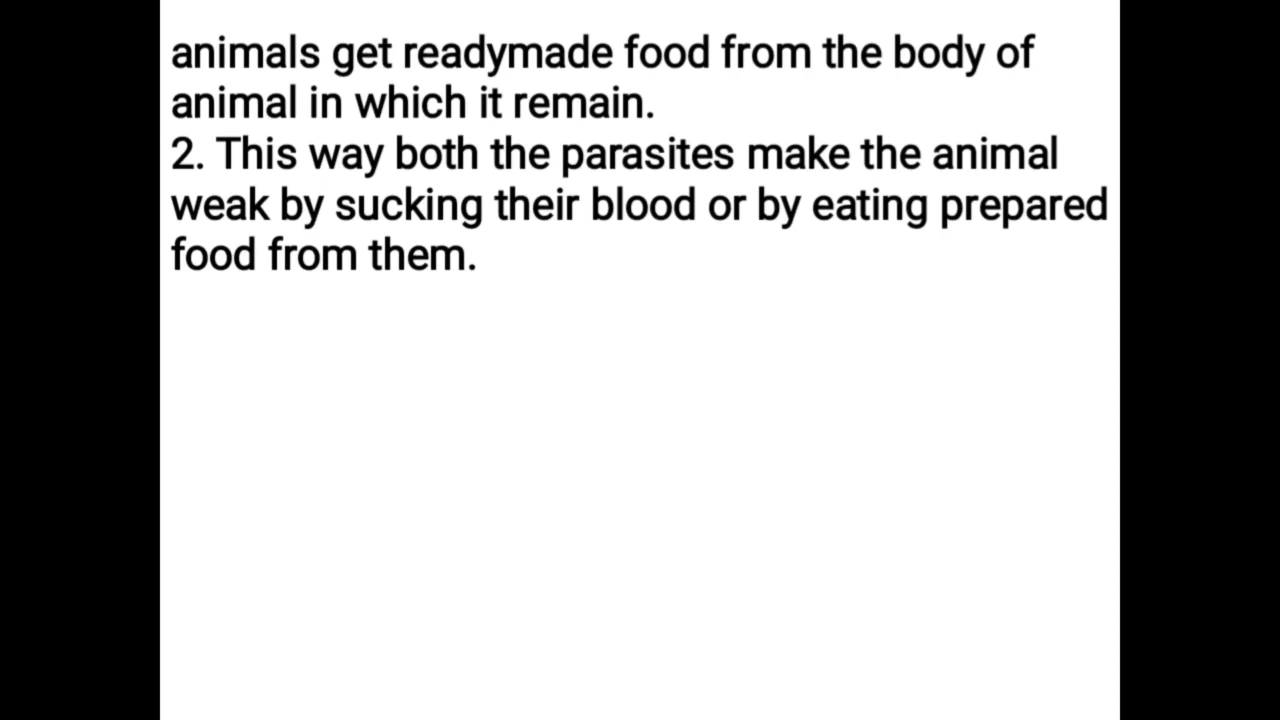 animals get readymade food from the body of
animal in which it remain.
2. This way both the parasites make the animal
weak by sucking their blood or by eating prepared
food from them.